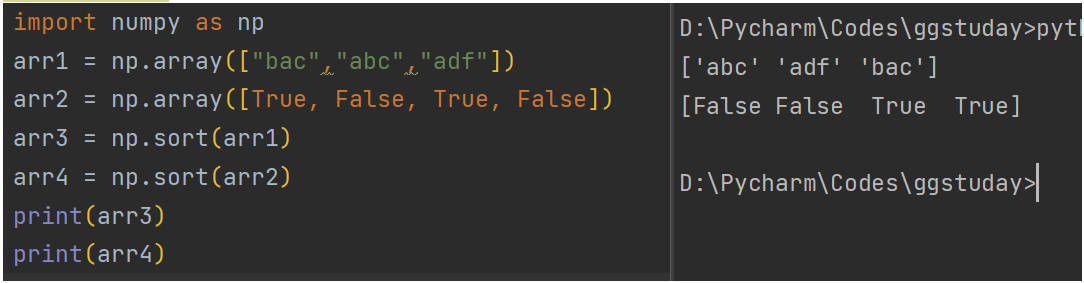 import numpy as np
arr1 = np.array(["bac","abc","adf"])
arr2 = np.array([True, False, True, False])
arr3 = np.sort(arr1)
arr4 = np.sort(arr2)
print(arr3)
print(arr4)
D:\Pycharm\Codes\ggstuday>pyth
['abc' 'adf' 'bac']
[False False  True  True]
D:\Pycharm\Codes\ggstuday>